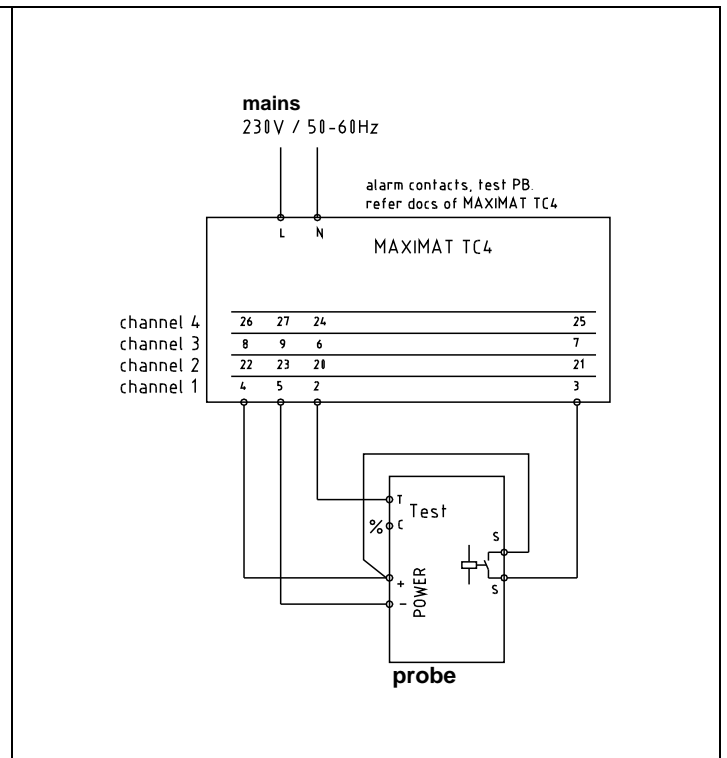 mains
230V / 50-60Hz
alarm contacts, test PB.
refer docs of MAXIMAT TC4
L N
MAXIMAT TC4
channel 4 26 27 24 25
channel 3 8 9 6 7
channel 2 22 23 20 21
channel 1 4 5 2 3
T
Test
% C
S
+
POWER
S
-
probe